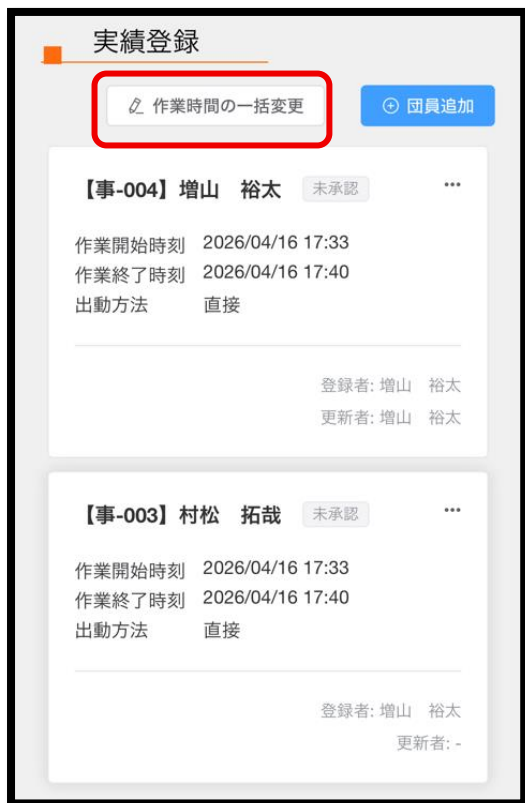 実績登録
作業時間の一括変更
団員追加
【事-004】増山　裕太　未承認　•••
作業開始時刻　2026/04/16 17:33
作業終了時刻　2026/04/16 17:40
出動方法　直接
登録者: 増山　裕太
更新者: 増山　裕太
【事-003】村松　拓哉　未承認　•••
作業開始時刻　2026/04/16 17:33
作業終了時刻　2026/04/16 17:40
出動方法　直接
登録者: 増山　裕太
更新者: -